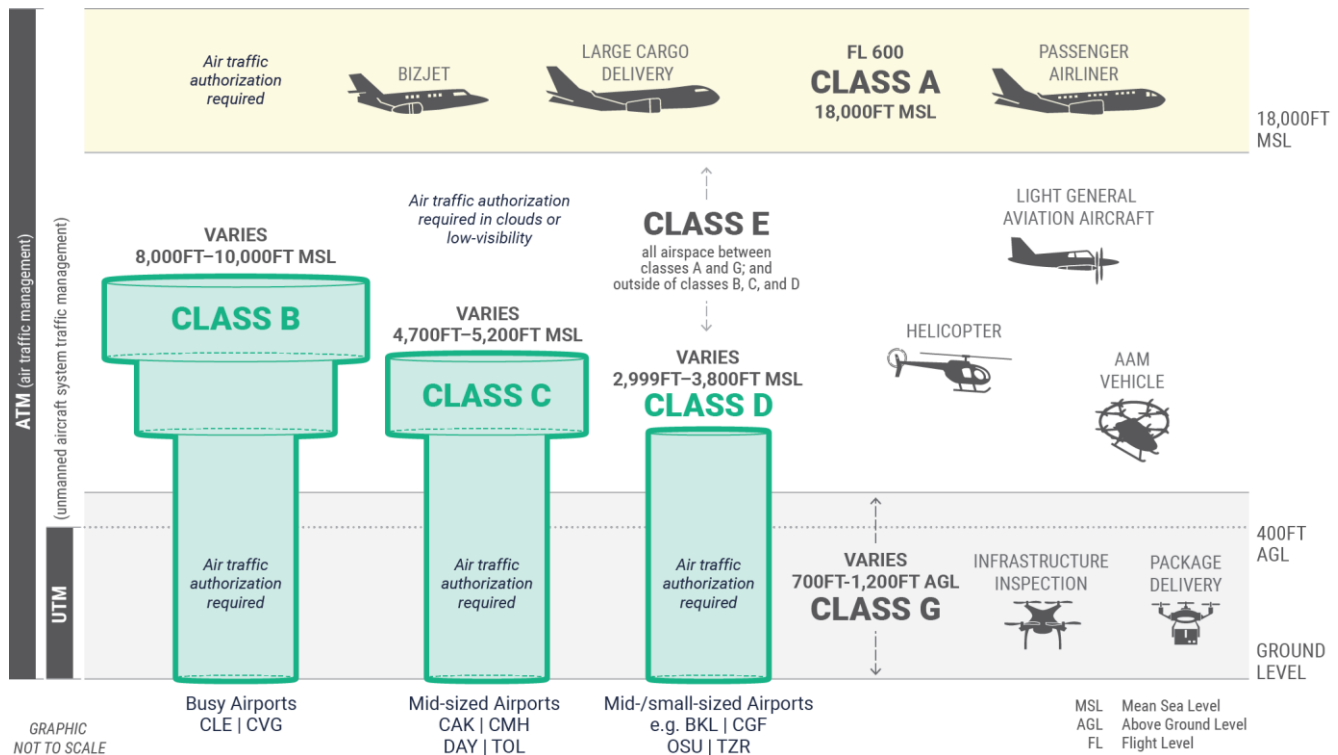 Air traffic
authorization
required
BIZJET
LARGE CARGO
DELIVERY
FL 600
CLASS A
18,000FT MSL
PASSENGER
AIRLINER
18,000FT
MSL
ATM (air traffic management)
UTM (unmanned aircraft system traffic management)
Air traffic authorization
required in clouds or
low-visibility
CLASS E
all airspace between
classes A and G; and
outside of classes B, C, and D
LIGHT GENERAL
AVIATION AIRCRAFT
VARIES
8,000FT–10,000FT MSL
CLASS B
VARIES
4,700FT–5,200FT MSL
CLASS C
VARIES
2,999FT–3,800FT MSL
CLASS D
HELICOPTER
AAM
VEHICLE
Air traffic
authorization
required
Air traffic
authorization
required
Air traffic
authorization
required
VARIES
700FT-1,200FT AGL
CLASS G
INFRASTRUCTURE
INSPECTION
PACKAGE
DELIVERY
400FT
AGL
GROUND
LEVEL
Busy Airports
CLE | CVG
Mid-sized Airports
CAK | CMH
DAY | TOL
Mid-/small-sized Airports
e.g. BKL | CGF
OSU | TZR
GRAPHIC
NOT TO SCALE
MSL Mean Sea Level
AGL Above Ground Level
FL Flight Level